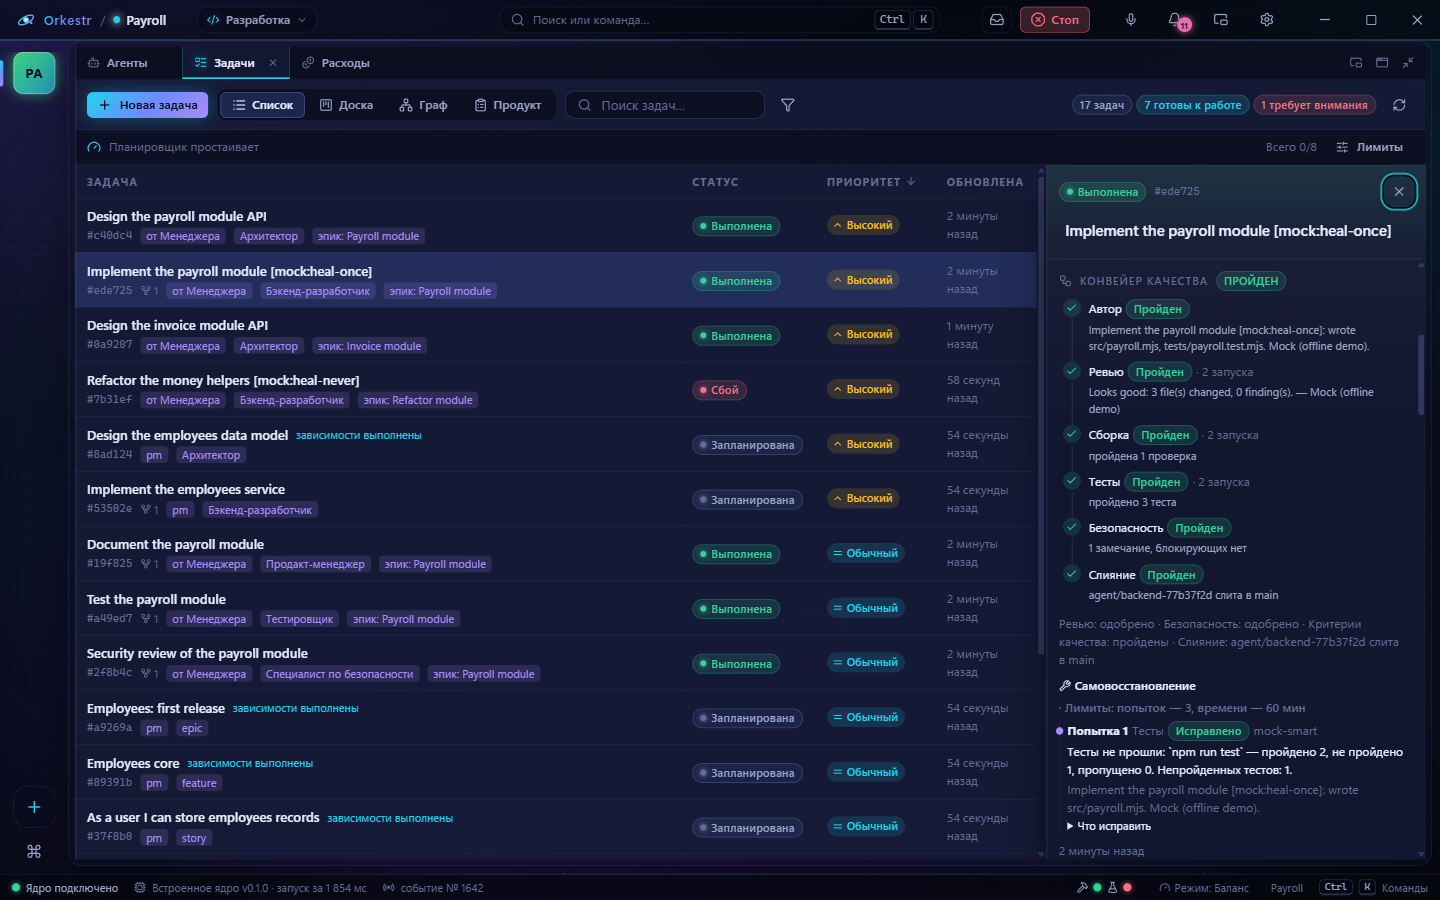 Orkestr / Payroll
Разработка
Поиск или команда...
Ctrl K
Стоп
11
PA
Агенты
Задачи
Расходы
Новая задача
Список
Доска
Граф
Продукт
Поиск задач...
17 задач
7 готовы к работе
1 требует внимания
Планировщик простаивает
Всего 0/8
Лимиты
ЗАДАЧА
СТАТУС
ПРИОРИТЕТ
ОБНОВЛЕНА
Design the payroll module API
#c40dc4 от Менеджера Архитектор эпик: Payroll module
Выполнена
Высокий
2 минуты назад
Implement the payroll module [mock:heal-once]
#ede725 1 от Менеджера Бэкенд-разработчик эпик: Payroll module
Выполнена
Высокий
2 минуты назад
Design the invoice module API
#0a9207 от Менеджера Архитектор эпик: Invoice module
Выполнена
Высокий
1 минуту назад
Refactor the money helpers [mock:heal-never]
#7b31ef от Менеджера Бэкенд-разработчик эпик: Refactor module
Сбой
Высокий
58 секунд назад
Design the employees data model зависимости выполнены
#8ad124 pm Архитектор
Запланирована
Высокий
54 секунды назад
Implement the employees service
#53502e 1 pm Бэкенд-разработчик
Запланирована
Высокий
54 секунды назад
Document the payroll module
#19f825 1 от Менеджера Продакт-менеджер эпик: Payroll module
Выполнена
Обычный
2 минуты назад
Test the payroll module
#a49ed7 1 от Менеджера Тестировщик эпик: Payroll module
Выполнена
Обычный
2 минуты назад
Security review of the payroll module
#2f8b4c 1 от Менеджера Специалист по безопасности эпик: Payroll module
Выполнена
Обычный
2 минуты назад
Employees: first release зависимости выполнены
#a9269a pm epic
Запланирована
Обычный
54 секунды назад
Employees core зависимости выполнены
#89391b pm feature
Запланирована
Обычный
54 секунды назад
As a user I can store employees records зависимости выполнены
#37f8b0 pm story
Запланирована
Обычный
54 секунды назад
Выполнена #ede725
Implement the payroll module [mock:heal-once]
КОНВЕЙЕР КАЧЕСТВА ПРОЙДЕН
Автор Пройден
Implement the payroll module [mock:heal-once]: wrote
src/payroll.mjs, tests/payroll.test.mjs. Mock (offline demo).
Ревью Пройден · 2 запуска
Looks good: 3 file(s) changed, 0 finding(s). — Mock (offline
demo)
Сборка Пройден · 2 запуска
пройдена 1 проверка
Тесты Пройден · 2 запуска
пройдено 3 теста
Безопасность Пройден
1 замечание, блокирующих нет
Слияние Пройден
agent/backend-77b37f2d слита в main
Ревью: одобрено · Безопасность: одобрено · Критерии
качества: пройдены · Слияние: agent/backend-77b37f2d слита
в main
Самовосстановление
· Лимиты: попыток — 3, времени — 60 мин
Попытка 1 Тесты Исправлено mock-smart
Тесты не прошли: `npm run test` — пройдено 2, не пройдено
1, пропущено 0. Непройденных тестов: 1.
Implement the payroll module [mock:heal-once]: wrote
src/payroll.mjs. Mock (offline demo).
Что исправить
2 минуты назад
Ядро подключено
Встроенное ядро v0.1.0 · запуск за 1 854 мс
событие № 1642
Режим: Баланс
Payroll
Ctrl K Команды